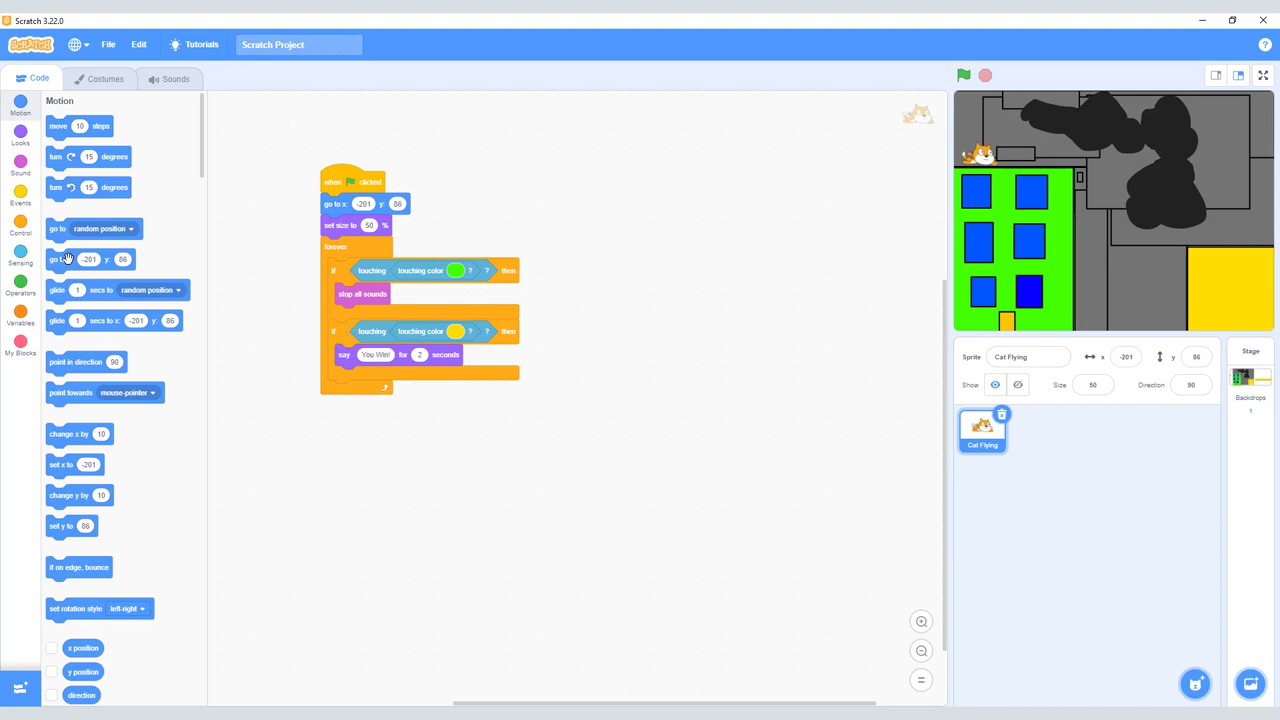 Scratch 3.22.0
SCRATCH File Edit Tutorials Scratch Project ?
Code Costumes Sounds
Motion
Looks
Sound
Events
Control
Sensing
Operators
Variables
My Blocks
Motion
move 10 steps
turn 15 degrees
turn 15 degrees
go to random position
go to -201 y: 86
glide 1 secs to random position
glide 1 secs to x: -201 y: 86
point in direction 90
point towards mouse-pointer
change x by 10
set x to -201
change y by 10
set y to 86
if on edge, bounce
set rotation style left-right
x position
y position
direction
when clicked
go to x: -201 y: 86
set size to 50 %
forever
if touching touching color ? ? then
stop all sounds
if touching touching color ? ? then
say You Win! for 2 seconds
Sprite Cat Flying x -201 y 86
Show Size 50 Direction 90
Cat Flying
Stage
Backdrops
1